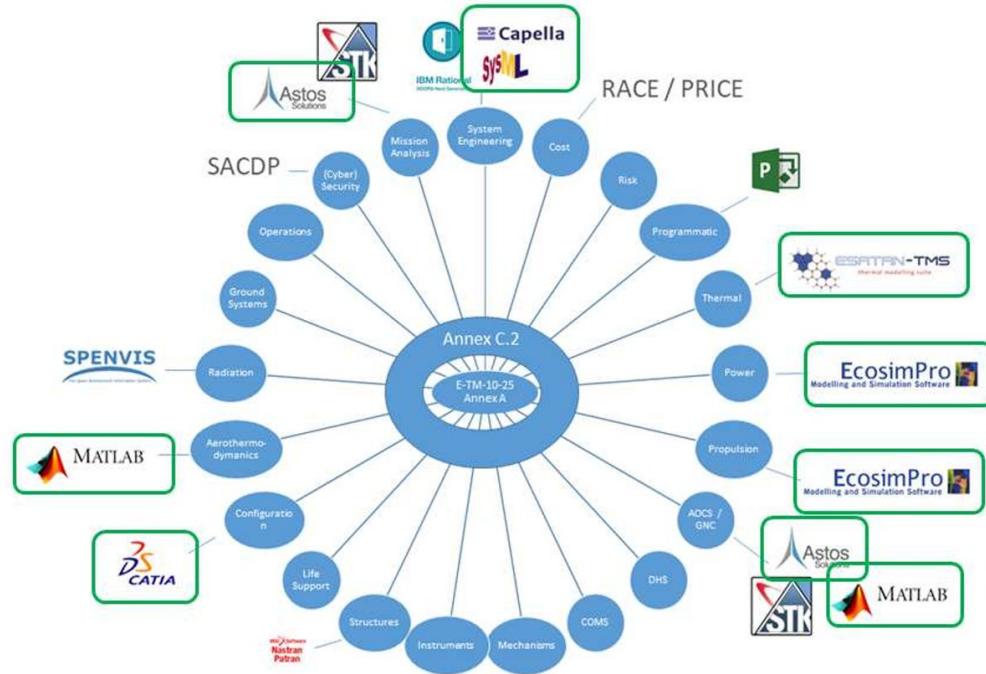 STK
Capella
SysML
IBM Rational
Astos
Solutions
RACE / PRICE
System
Engineering
Mission
Analysis
Cost
SACDP
(Cyber)
Security
Risk
P
Operations
Programmatic
ESATAN-TMS
thermal modelling suite
Ground
Systems
Thermal
Annex C.2
SPENVIS
Radiation
E-TM-10-25
Annex A
Power
EcosimPro
Modelling and Simulation Software
MATLAB
Aerothermo-
dymanics
Propulsion
EcosimPro
Modelling and Simulation Software
Configuratio
n
AOCS /
GNC
Astos
Solutions
CATIA
Life
Support
DHS
STK
MATLAB
Structures
Instruments
Mechanisms
COMS
Nastran
Patran